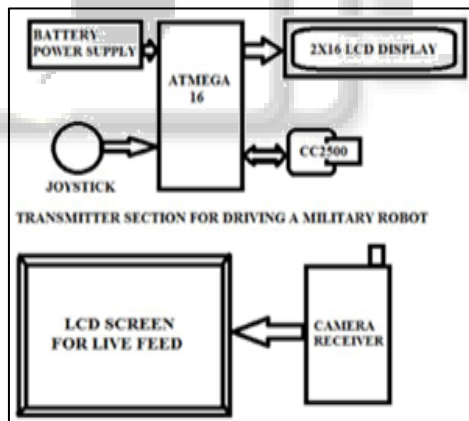 BATTERY
POWER SUPPLY
ATMEGA
16
2X16 LCD DISPLAY
CC2500
JOYSTICK
TRANSMITTER SECTION FOR DRIVING A MILITARY ROBOT
LCD SCREEN
FOR LIVE FEED
CAMERA
RECEIVER